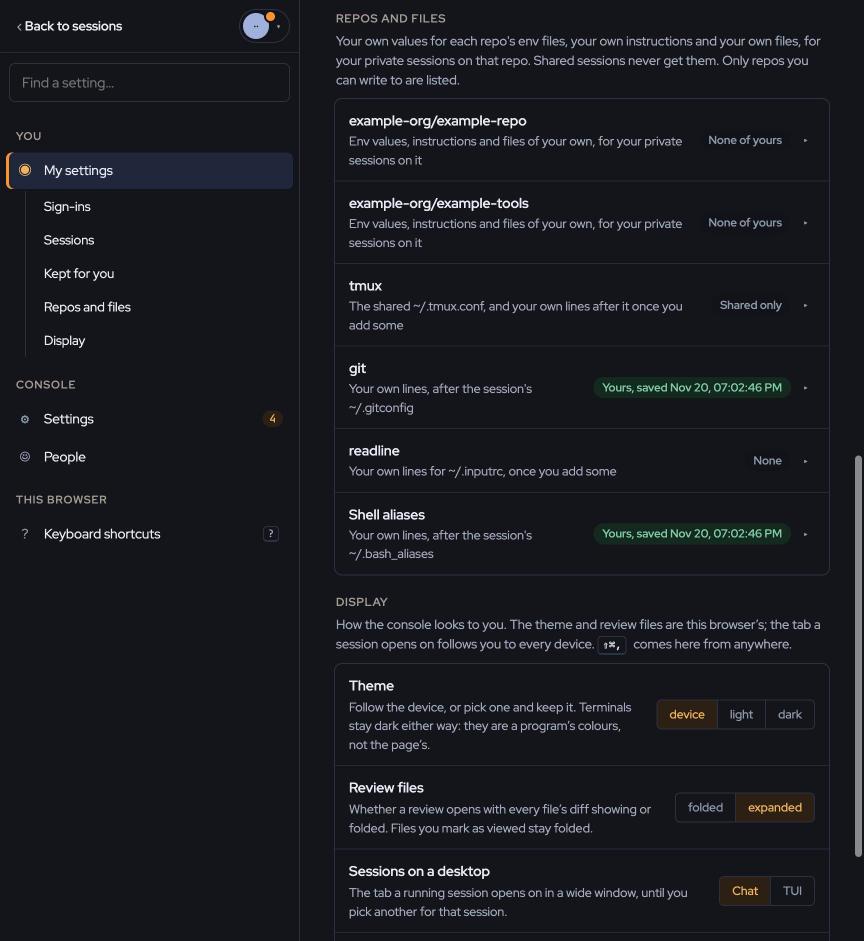 ‹ Back to sessions
Find a setting...
YOU
My settings
Sign-ins
Sessions
Kept for you
Repos and files
Display
CONSOLE
Settings
4
People
THIS BROWSER
? Keyboard shortcuts
?
REPOS AND FILES
Your own values for each repo's env files, your own instructions and your own files, for
your private sessions on that repo. Shared sessions never get them. Only repos you
can write to are listed.
example-org/example-repo
Env values, instructions and files of your own, for your private
sessions on it
None of yours
example-org/example-tools
Env values, instructions and files of your own, for your private
sessions on it
None of yours
tmux
The shared ~/.tmux.conf, and your own lines after it once you
add some
Shared only
git
Your own lines, after the session's
~/.gitconfig
Yours, saved Nov 20, 07:02:46 PM
readline
Your own lines for ~/.inputrc, once you add some
None
Shell aliases
Your own lines, after the session's
~/.bash_aliases
Yours, saved Nov 20, 07:02:46 PM
DISPLAY
How the console looks to you. The theme and review files are this browser's; the tab a
session opens on follows you to every device. ⇧⌘, comes here from anywhere.
Theme
Follow the device, or pick one and keep it. Terminals
stay dark either way: they are a program's colours,
not the page's.
device light dark
Review files
Whether a review opens with every file's diff showing or
folded. Files you mark as viewed stay folded.
folded expanded
Sessions on a desktop
The tab a running session opens on in a wide window, until you
pick another for that session.
Chat TUI